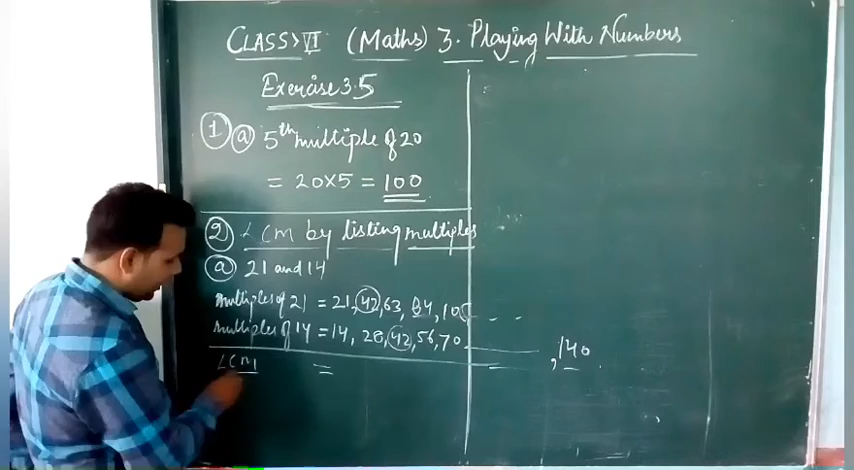 CLASS>VI (Maths) 3. Playing With Numbers
Exercise 3.5
1 a 5th multiple of 20
= 20x5 = 100
2 LCM by listing multiples
a 21 and 14
multiples of 21 = 21, 42, 63, 84, 105 - - -
multiples of 14 = 14, 28, 42, 56, 70 , 140
LCM =